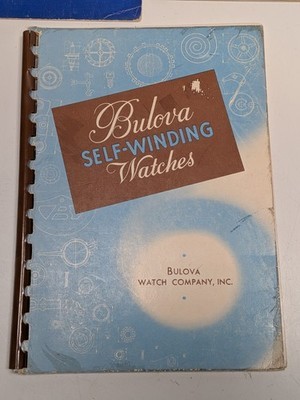 Bulova
SELF-WINDING
Watches
BULOVA
WATCH COMPANY, INC.